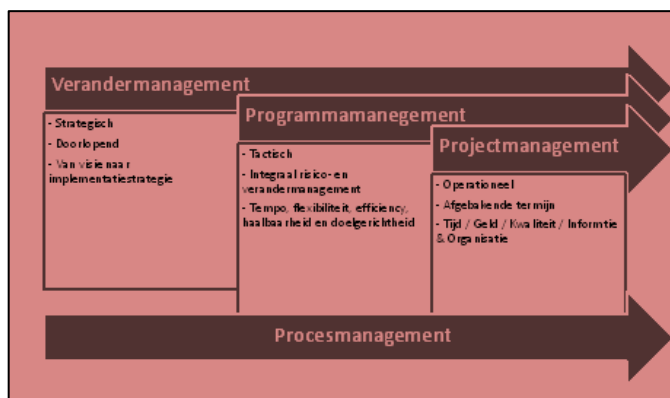 Verandermanagement
- Strategisch
- Doorlopend
- Van visie naar
implementatiestrategie
Programmamanegement
- Tactisch
- Integraal risico- en
verandermanagement
- Tempo, flexibiliteit, efficiency,
haalbaarheid en doelgerichtheid
Projectmanagement
- Operationeel
- Afgebakende termijn
- Tijd / Geld / Kwaliteit / Informtie
& Organisatie
Procesmanagement